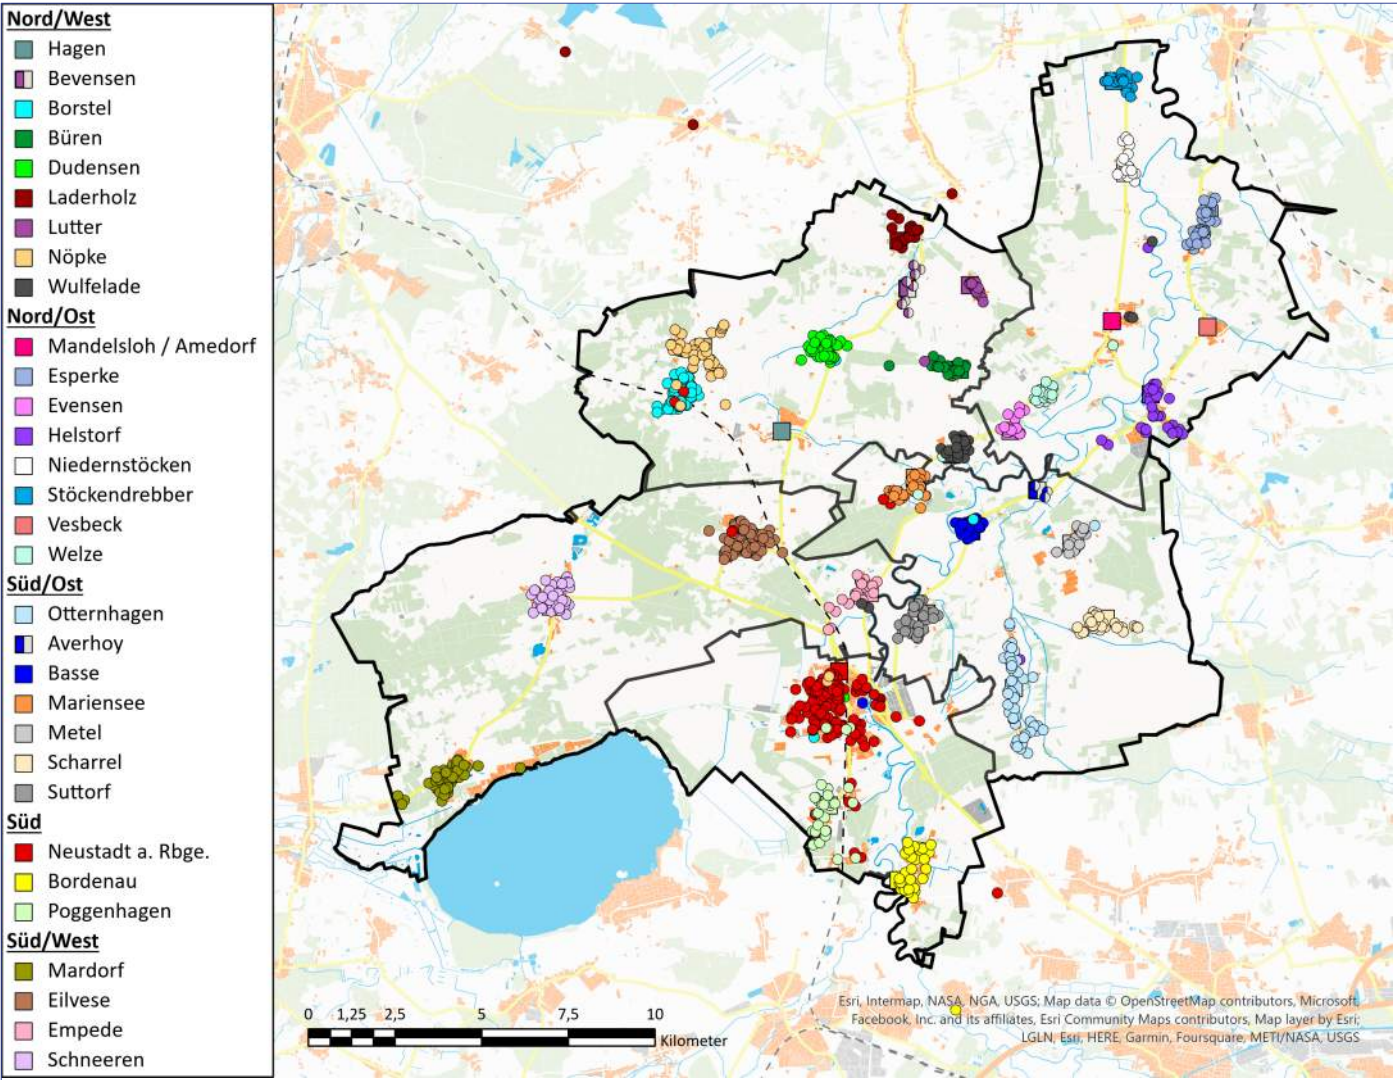 Nord/West
Hagen
Bevensen
Borstel
Büren
Dudensen
Laderholz
Lutter
Nöpke
Wulfelade
Nord/Ost
Mandelsloh / Amedorf
Esperke
Evensen
Helstorf
Niedernstöcken
Stöckendrebber
Vesbeck
Welze
Süd/Ost
Otternhagen
Averhoy
Basse
Mariensee
Metel
Scharrel
Suttorf
Süd
Neustadt a. Rbge.
Bordenau
Poggenhagen
Süd/West
Mardorf
Eilvese
Empede
Schneeren
0 1,25 2,5 5 7,5 10
Kilometer
Esri, Intermap, NASA, NGA, USGS; Map data © OpenStreetMap contributors, Microsoft,
Facebook, Inc. and its affiliates, Esri Community Maps contributors, Map layer by Esri;
LGLN, Esri, HERE, Garmin, Foursquare, METI/NASA, USGS